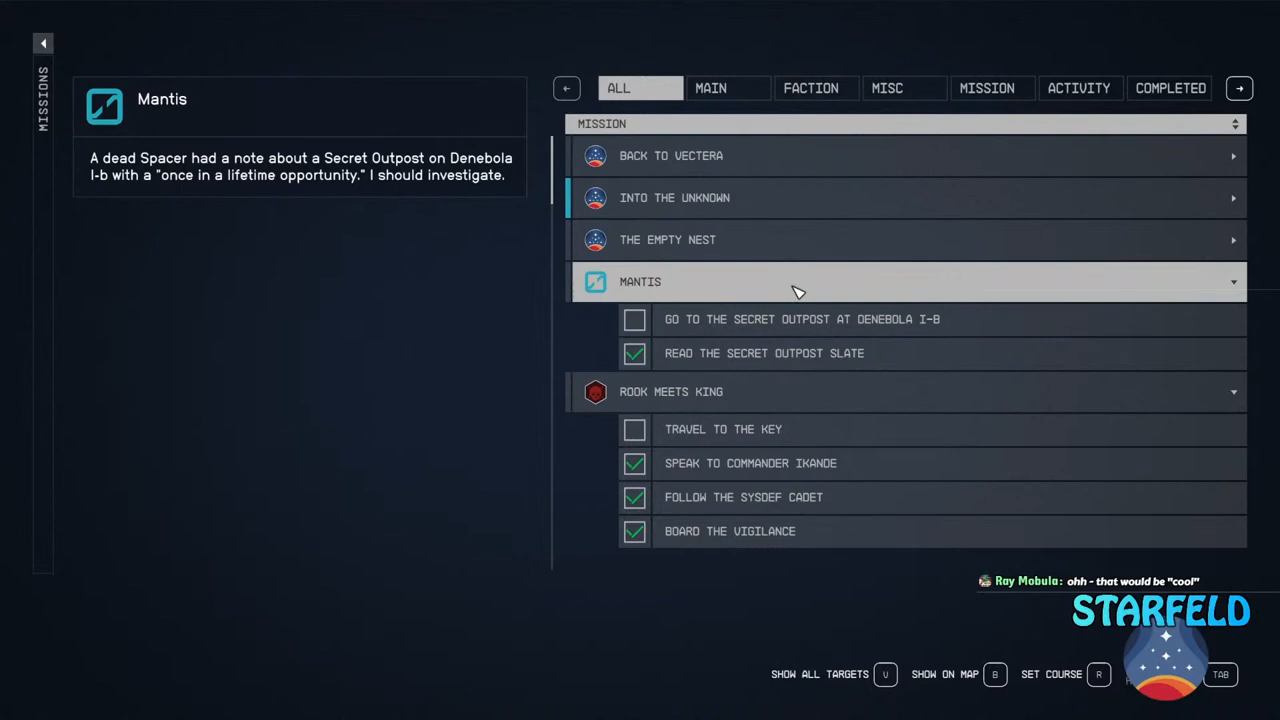 MISSIONS
Mantis
A dead Spacer had a note about a Secret Outpost on Denebola
I-b with a "once in a lifetime opportunity." I should investigate.
ALL MAIN FACTION MISC MISSION ACTIVITY COMPLETED
MISSION
BACK TO VECTERA
INTO THE UNKNOWN
THE EMPTY NEST
MANTIS
GO TO THE SECRET OUTPOST AT DENEBOLA I-B
READ THE SECRET OUTPOST SLATE
ROOK MEETS KING
TRAVEL TO THE KEY
SPEAK TO COMMANDER IKANDE
FOLLOW THE SYSDEF CADET
BOARD THE VIGILANCE
Ray Mobula: ohh - that would be "cool"
STARFELD
SHOW ALL TARGETS V SHOW ON MAP B SET COURSE R TAB